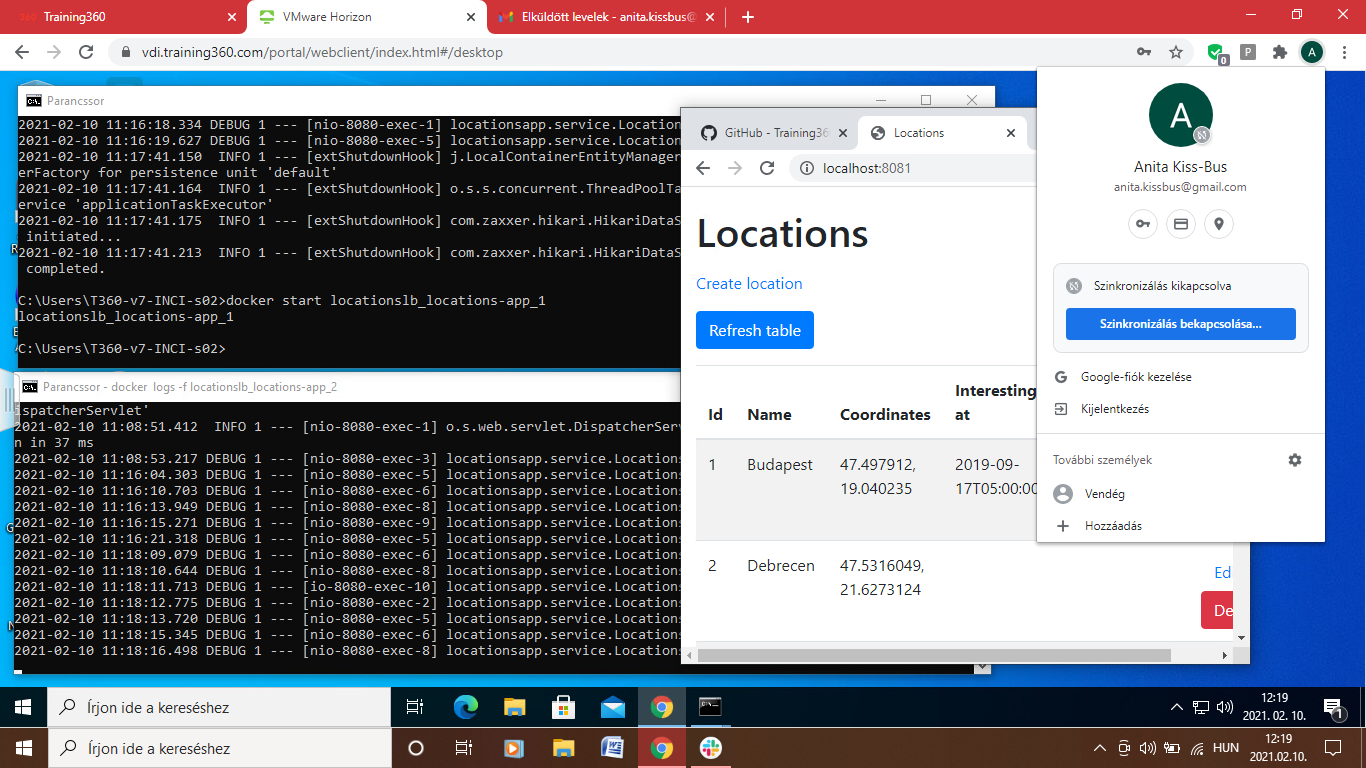 Training360
VMware Horizon
Elküldött levelek - anita.kissbus@
vdi.training360.com/portal/webclient/index.html#/desktop
0
P
A
Parancssor
2021-02-10 11:16:18.334 DEBUG 1 --- [nio-8080-exec-1] locationsapp.service.Location
2021-02-10 11:16:19.627 DEBUG 1 --- [nio-8080-exec-5] locationsapp.service.Location
2021-02-10 11:17:41.150  INFO 1 --- [extShutdownHook] j.LocalContainerEntityManager
erFactory for persistence unit 'default'
2021-02-10 11:17:41.164  INFO 1 --- [extShutdownHook] o.s.s.concurrent.ThreadPoolTa
ervice 'applicationTaskExecutor'
2021-02-10 11:17:41.175  INFO 1 --- [extShutdownHook] com.zaxxer.hikari.HikariDataS
initiated...
2021-02-10 11:17:41.213  INFO 1 --- [extShutdownHook] com.zaxxer.hikari.HikariDataS
completed.
C:\Users\T360-v7-INCI-s02>docker start locationslb_locations-app_1
locationslb_locations-app_1
C:\Users\T360-v7-INCI-s02>
Parancssor - docker logs -f locationslb_locations-app_2
ispatcherServlet'
2021-02-10 11:08:51.412  INFO 1 --- [nio-8080-exec-1] o.s.web.servlet.DispatcherServ
n in 37 ms
2021-02-10 11:08:53.217 DEBUG 1 --- [nio-8080-exec-3] locationsapp.service.Locations
2021-02-10 11:16:04.303 DEBUG 1 --- [nio-8080-exec-5] locationsapp.service.Locations
2021-02-10 11:16:10.703 DEBUG 1 --- [nio-8080-exec-6] locationsapp.service.Locations
2021-02-10 11:16:13.949 DEBUG 1 --- [nio-8080-exec-8] locationsapp.service.Locations
2021-02-10 11:16:15.271 DEBUG 1 --- [nio-8080-exec-9] locationsapp.service.Locations
2021-02-10 11:16:21.318 DEBUG 1 --- [nio-8080-exec-5] locationsapp.service.Locations
2021-02-10 11:18:09.079 DEBUG 1 --- [nio-8080-exec-6] locationsapp.service.Locations
2021-02-10 11:18:10.644 DEBUG 1 --- [nio-8080-exec-8] locationsapp.service.Locations
2021-02-10 11:18:11.713 DEBUG 1 --- [io-8080-exec-10] locationsapp.service.Locations
2021-02-10 11:18:12.775 DEBUG 1 --- [nio-8080-exec-2] locationsapp.service.Locations
2021-02-10 11:18:13.720 DEBUG 1 --- [nio-8080-exec-5] locationsapp.service.Locations
2021-02-10 11:18:15.345 DEBUG 1 --- [nio-8080-exec-6] locationsapp.service.Locations
2021-02-10 11:18:16.498 DEBUG 1 --- [nio-8080-exec-8] locationsapp.service.Locations
GitHub - Training36
Locations
localhost:8081
Locations
Create location
Refresh table
Id Name Coordinates Interesting at
1 Budapest 47.497912, 2019-09-
19.040235 17T05:00:00
2 Debrecen 47.5316049,
21.6273124
Edi
De
A
Anita Kiss-Bus
anita.kissbus@gmail.com
Szinkronizálás kikapcsolva
Szinkronizálás bekapcsolása...
Google-fiók kezelése
Kijelentkezés
További személyek
Vendég
Hozzáadás
Írjon ide a kereséshez
12:19
2021. 02. 10.
1
Írjon ide a kereséshez
HUN
12:19
2021.02.10.